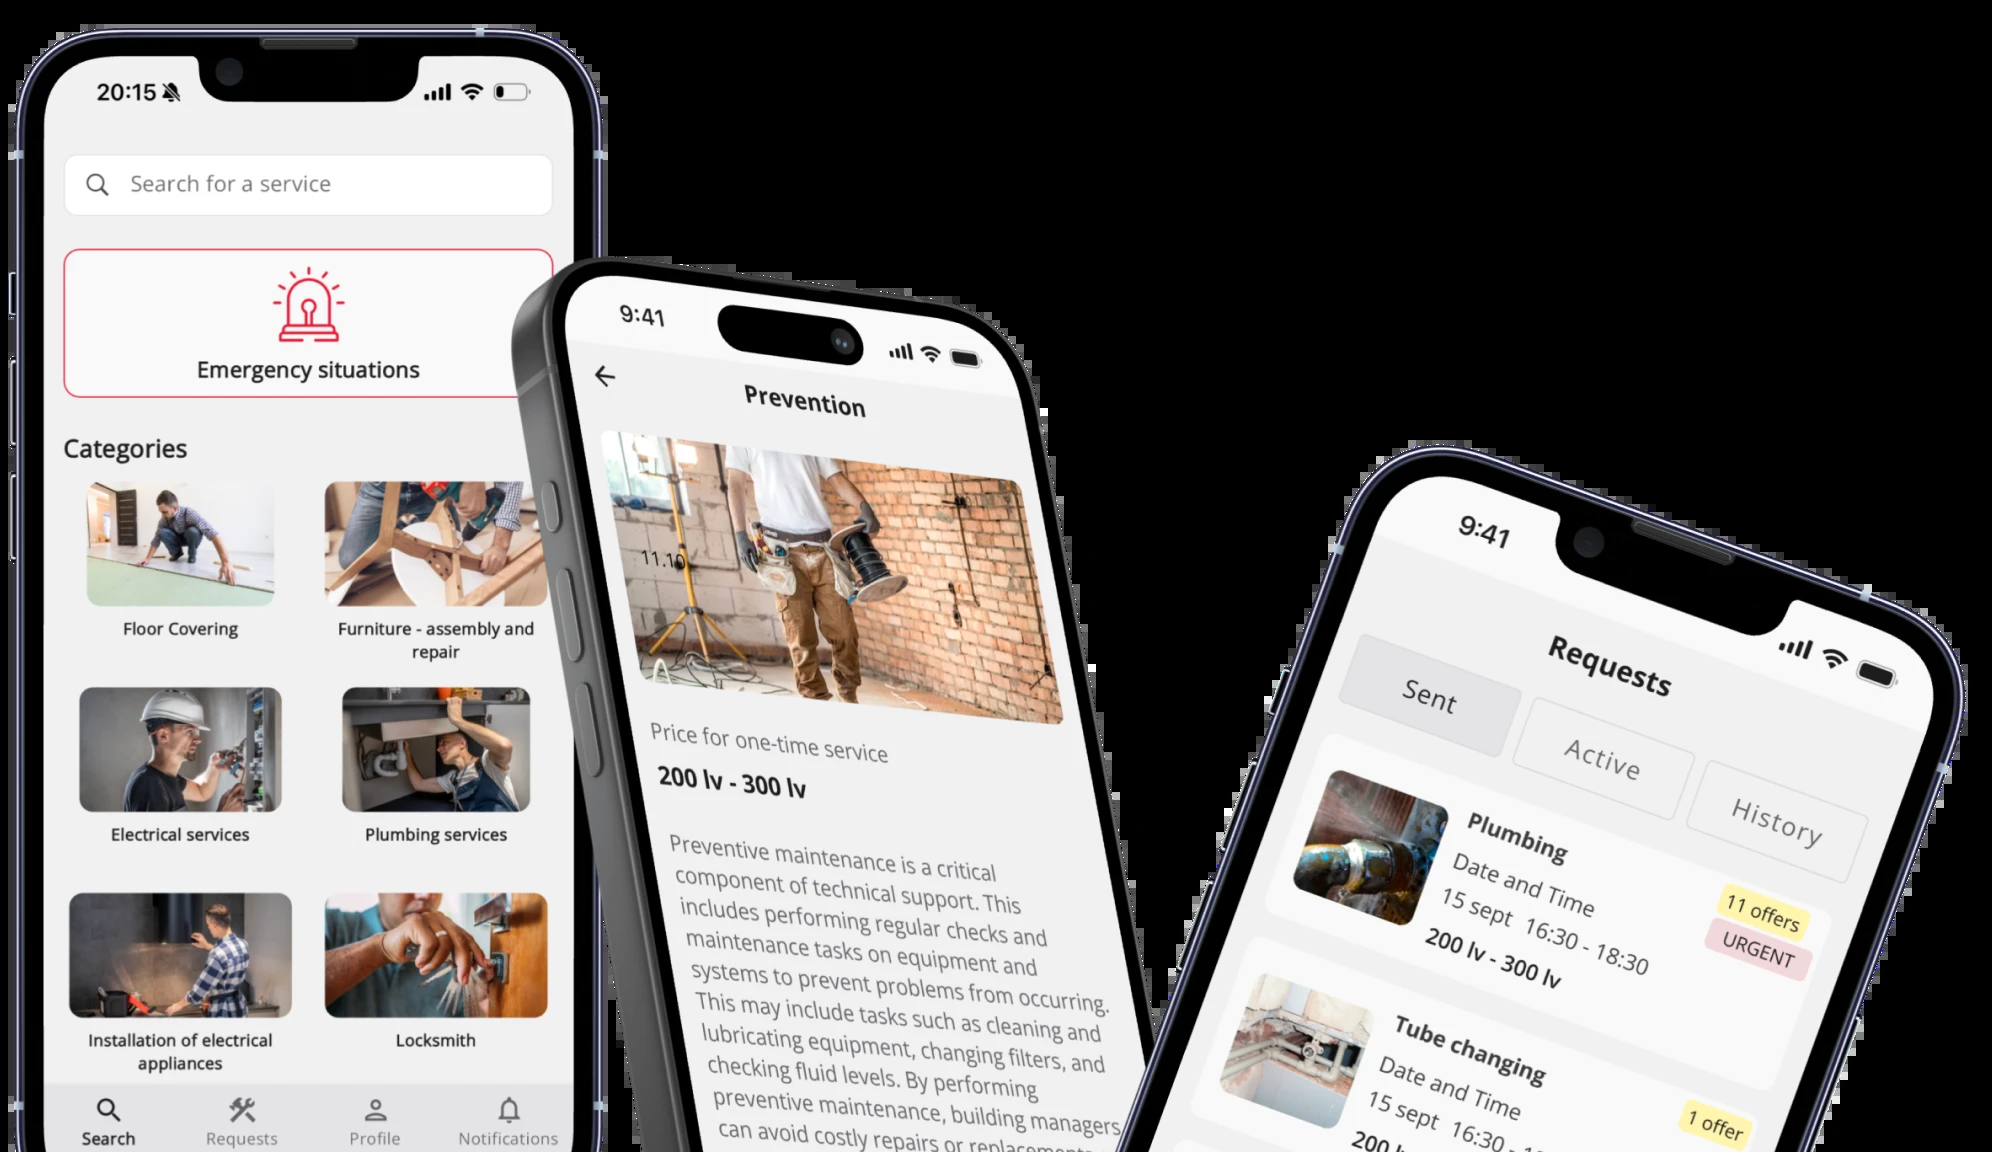 20:15
Search for a service
Emergency situations
Categories
Floor Covering
Furniture - assembly and
repair
Electrical services
Plumbing services
Installation of electrical
appliances
Locksmith
Search
Requests
Profile
Notifications
9:41
Prevention
11.10
Price for one-time service
200 lv - 300 lv
Preventive maintenance is a critical
component of technical support. This
includes performing regular checks and
maintenance tasks on equipment and
systems to prevent problems from occurring.
This may include tasks such as cleaning and
lubricating equipment, changing filters, and
checking fluid levels. By performing
preventive maintenance, building managers
can avoid costly repairs or replacements
9:41
Requests
Sent
Active
History
Plumbing
Date and Time
15 sept 16:30 - 18:30
200 lv - 300 lv
11 offers
URGENT
Tube changing
Date and Time
15 sept 16:30 -
200
1 offer